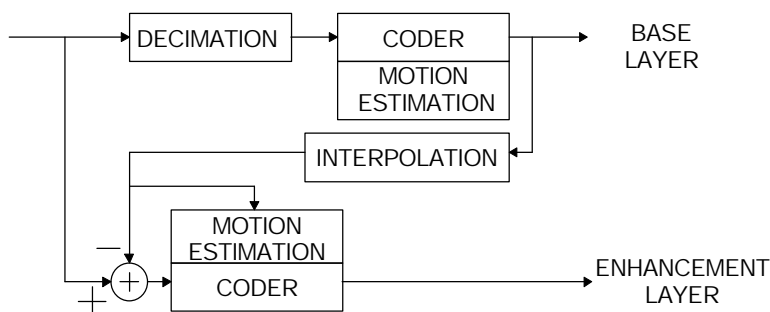 DECIMATION
CODER
MOTION
ESTIMATION
BASE
LAYER
INTERPOLATION
MOTION
ESTIMATION
CODER
ENHANCEMENT
LAYER
− 
+
+